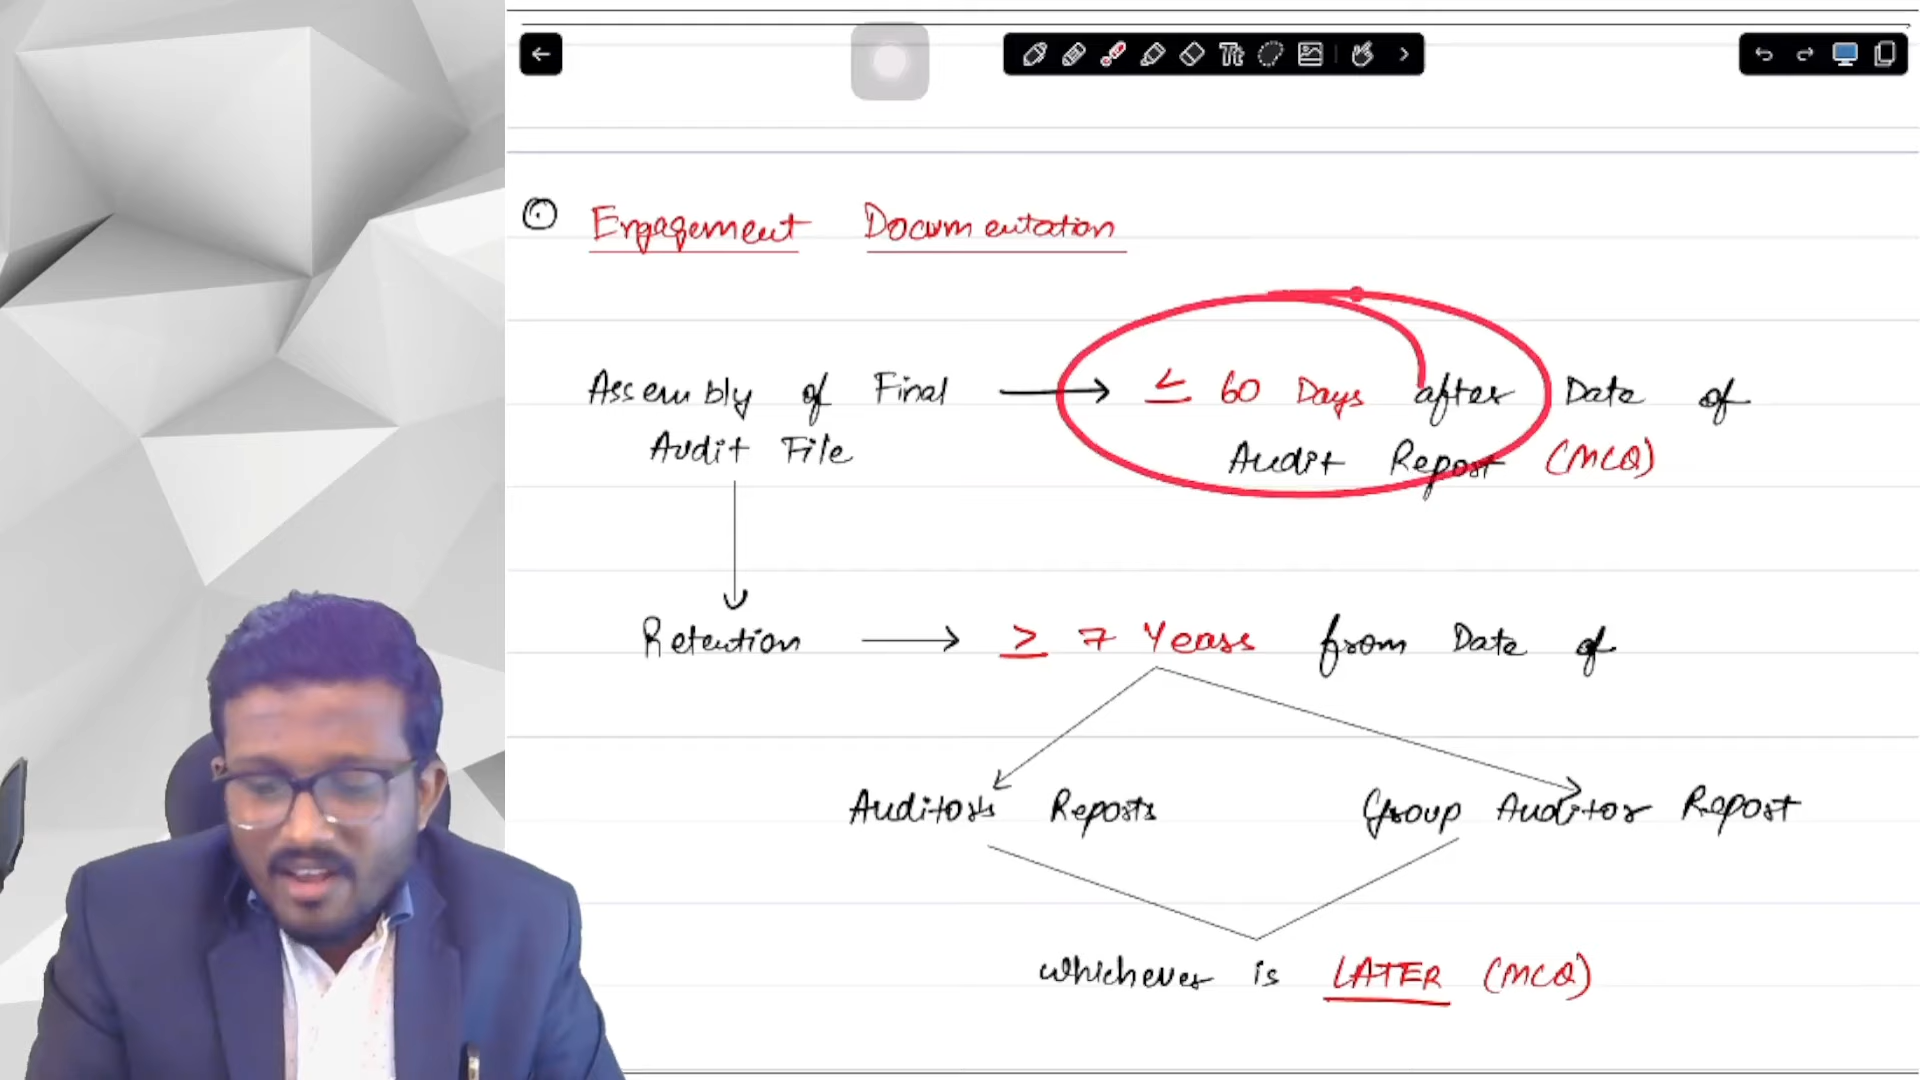 Engagement Documentation
Assembly of Final → ≤ 60 Days after Date of
Audit File
Audit Report (MCQ)
Retention → ≥ 7 Years from Date of
Auditors Reports
Group Auditor Report
whichever is LATER (MCQ)